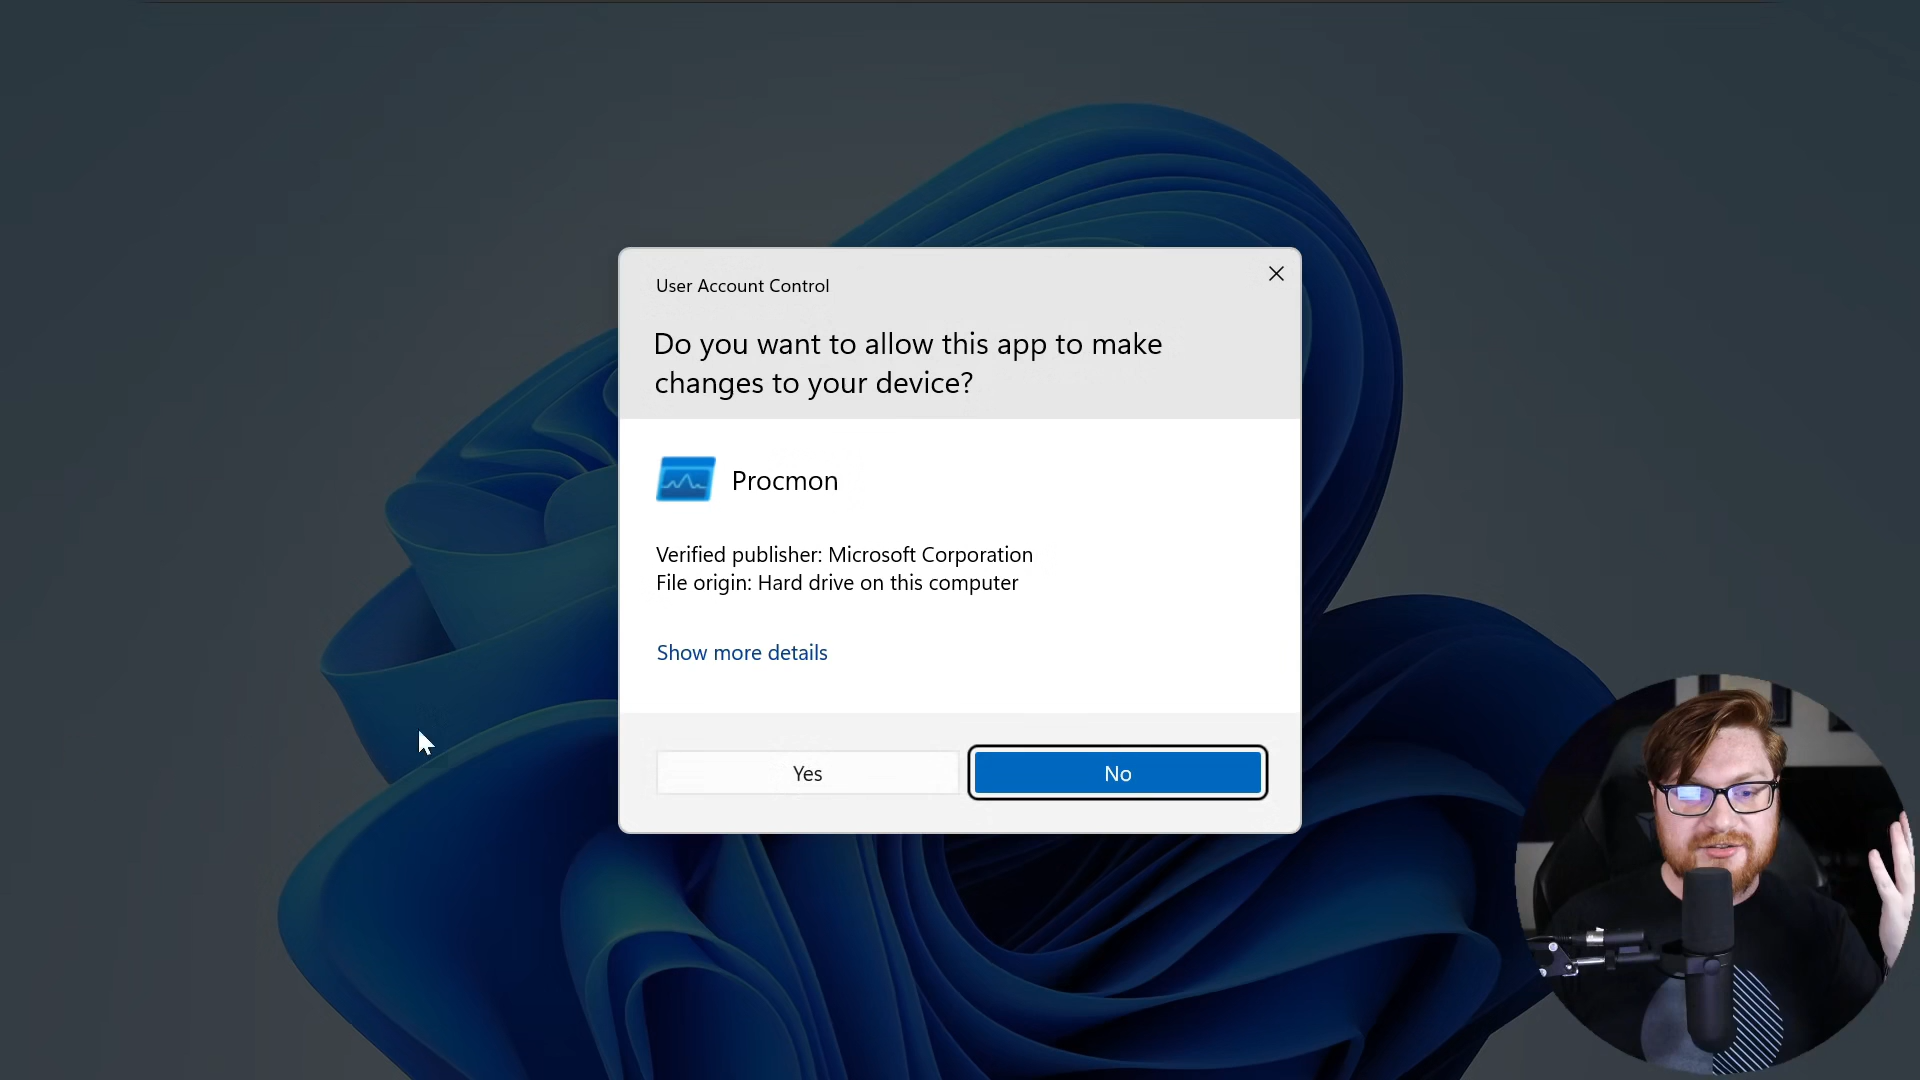 User Account Control
Do you want to allow this app to make
changes to your device?
Procmon
Verified publisher: Microsoft Corporation
File origin: Hard drive on this computer
Show more details
Yes
No